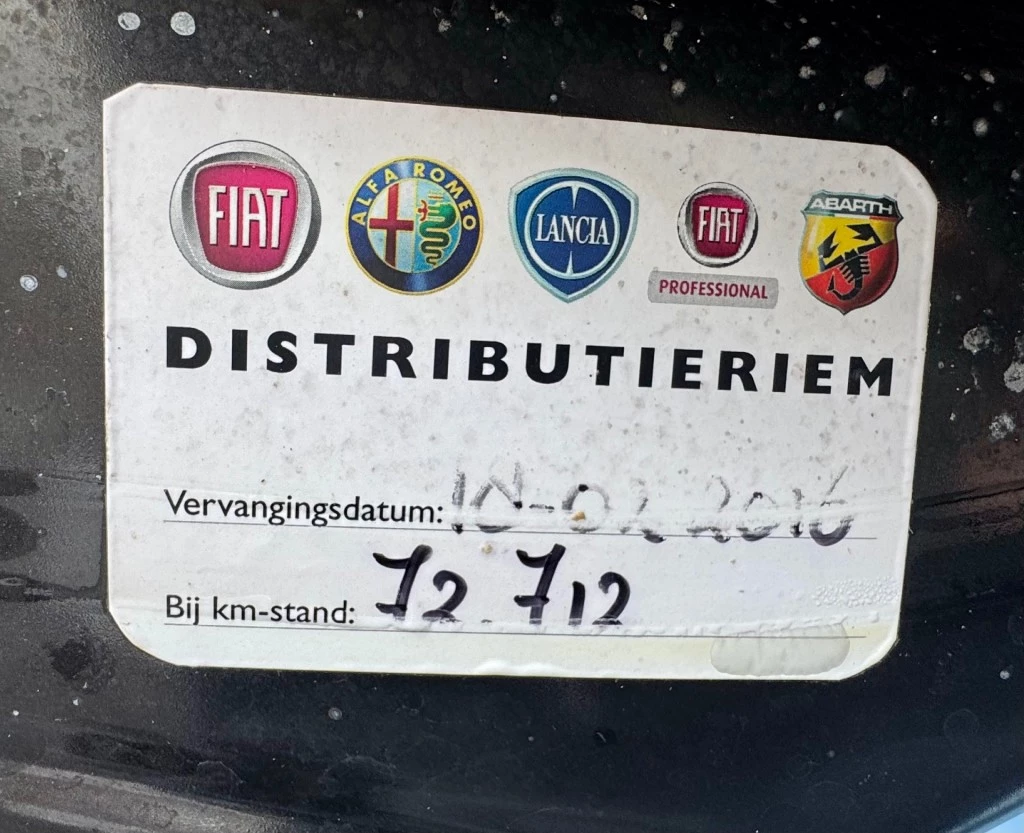 FIAT ALFA ROMEO LANCIA FIAT ABARTH
PROFESSIONAL
DISTRIBUTIERIEM
Vervangingsdatum: 10-02-2016
Bij km-stand: 72.712